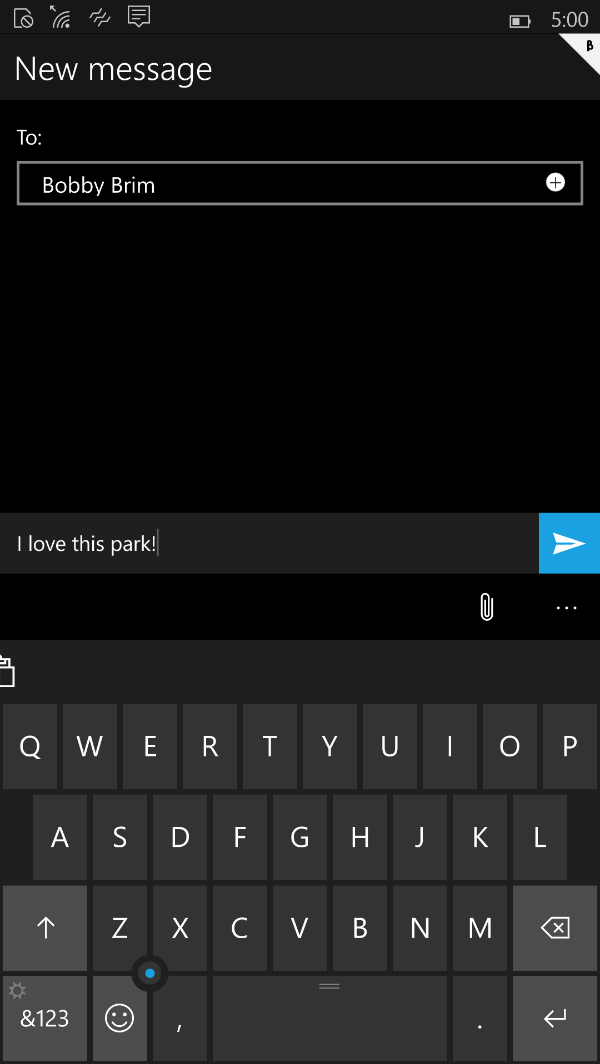 5:00
β
New message
To:
Bobby Brim
I love this park!
Q W E R T Y U I O P
A S D F G H J K L
Z X C V B N M
&123 , .